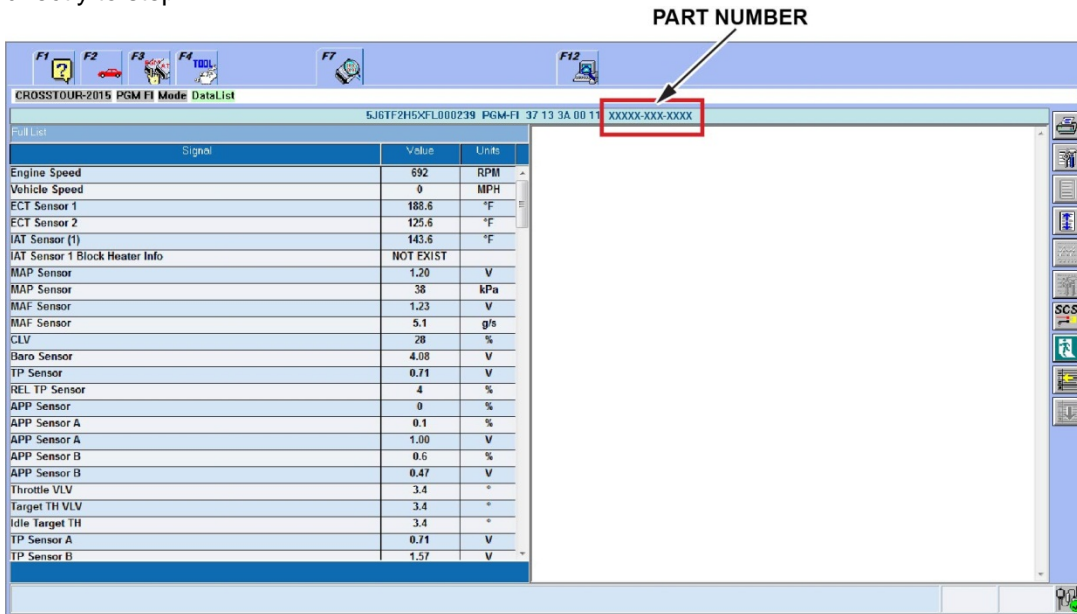 PART NUMBER
F1 F2 F3 F4 TOOL F7 F12
CROSSTOUR-2015 PGM FI Mode DataList
5J6TF2H5XFL000239 PGM-FI 37 13 3A 00 11 XXXXX-XXX-XXXX
Full List
Signal Value Units
Engine Speed 692 RPM
Vehicle Speed 0 MPH
ECT Sensor 1 188.6 °F
ECT Sensor 2 125.6 °F
IAT Sensor (1) 143.6 °F
IAT Sensor 1 Block Heater Info NOT EXIST
MAP Sensor 1.20 V
MAP Sensor 38 kPa
MAF Sensor 1.23 V
MAF Sensor 5.1 g/s
CLV 28 %
Baro Sensor 4.08 V
TP Sensor 0.71 V
REL TP Sensor 4 %
APP Sensor 0 %
APP Sensor A 0.1 %
APP Sensor A 1.00 V
APP Sensor B 0.6 %
APP Sensor B 0.47 V
Throttle VLV 3.4 °
Target TH VLV 3.4 °
Idle Target TH 3.4 °
TP Sensor A 0.71 V
TP Sensor B 1.57 V
SCS